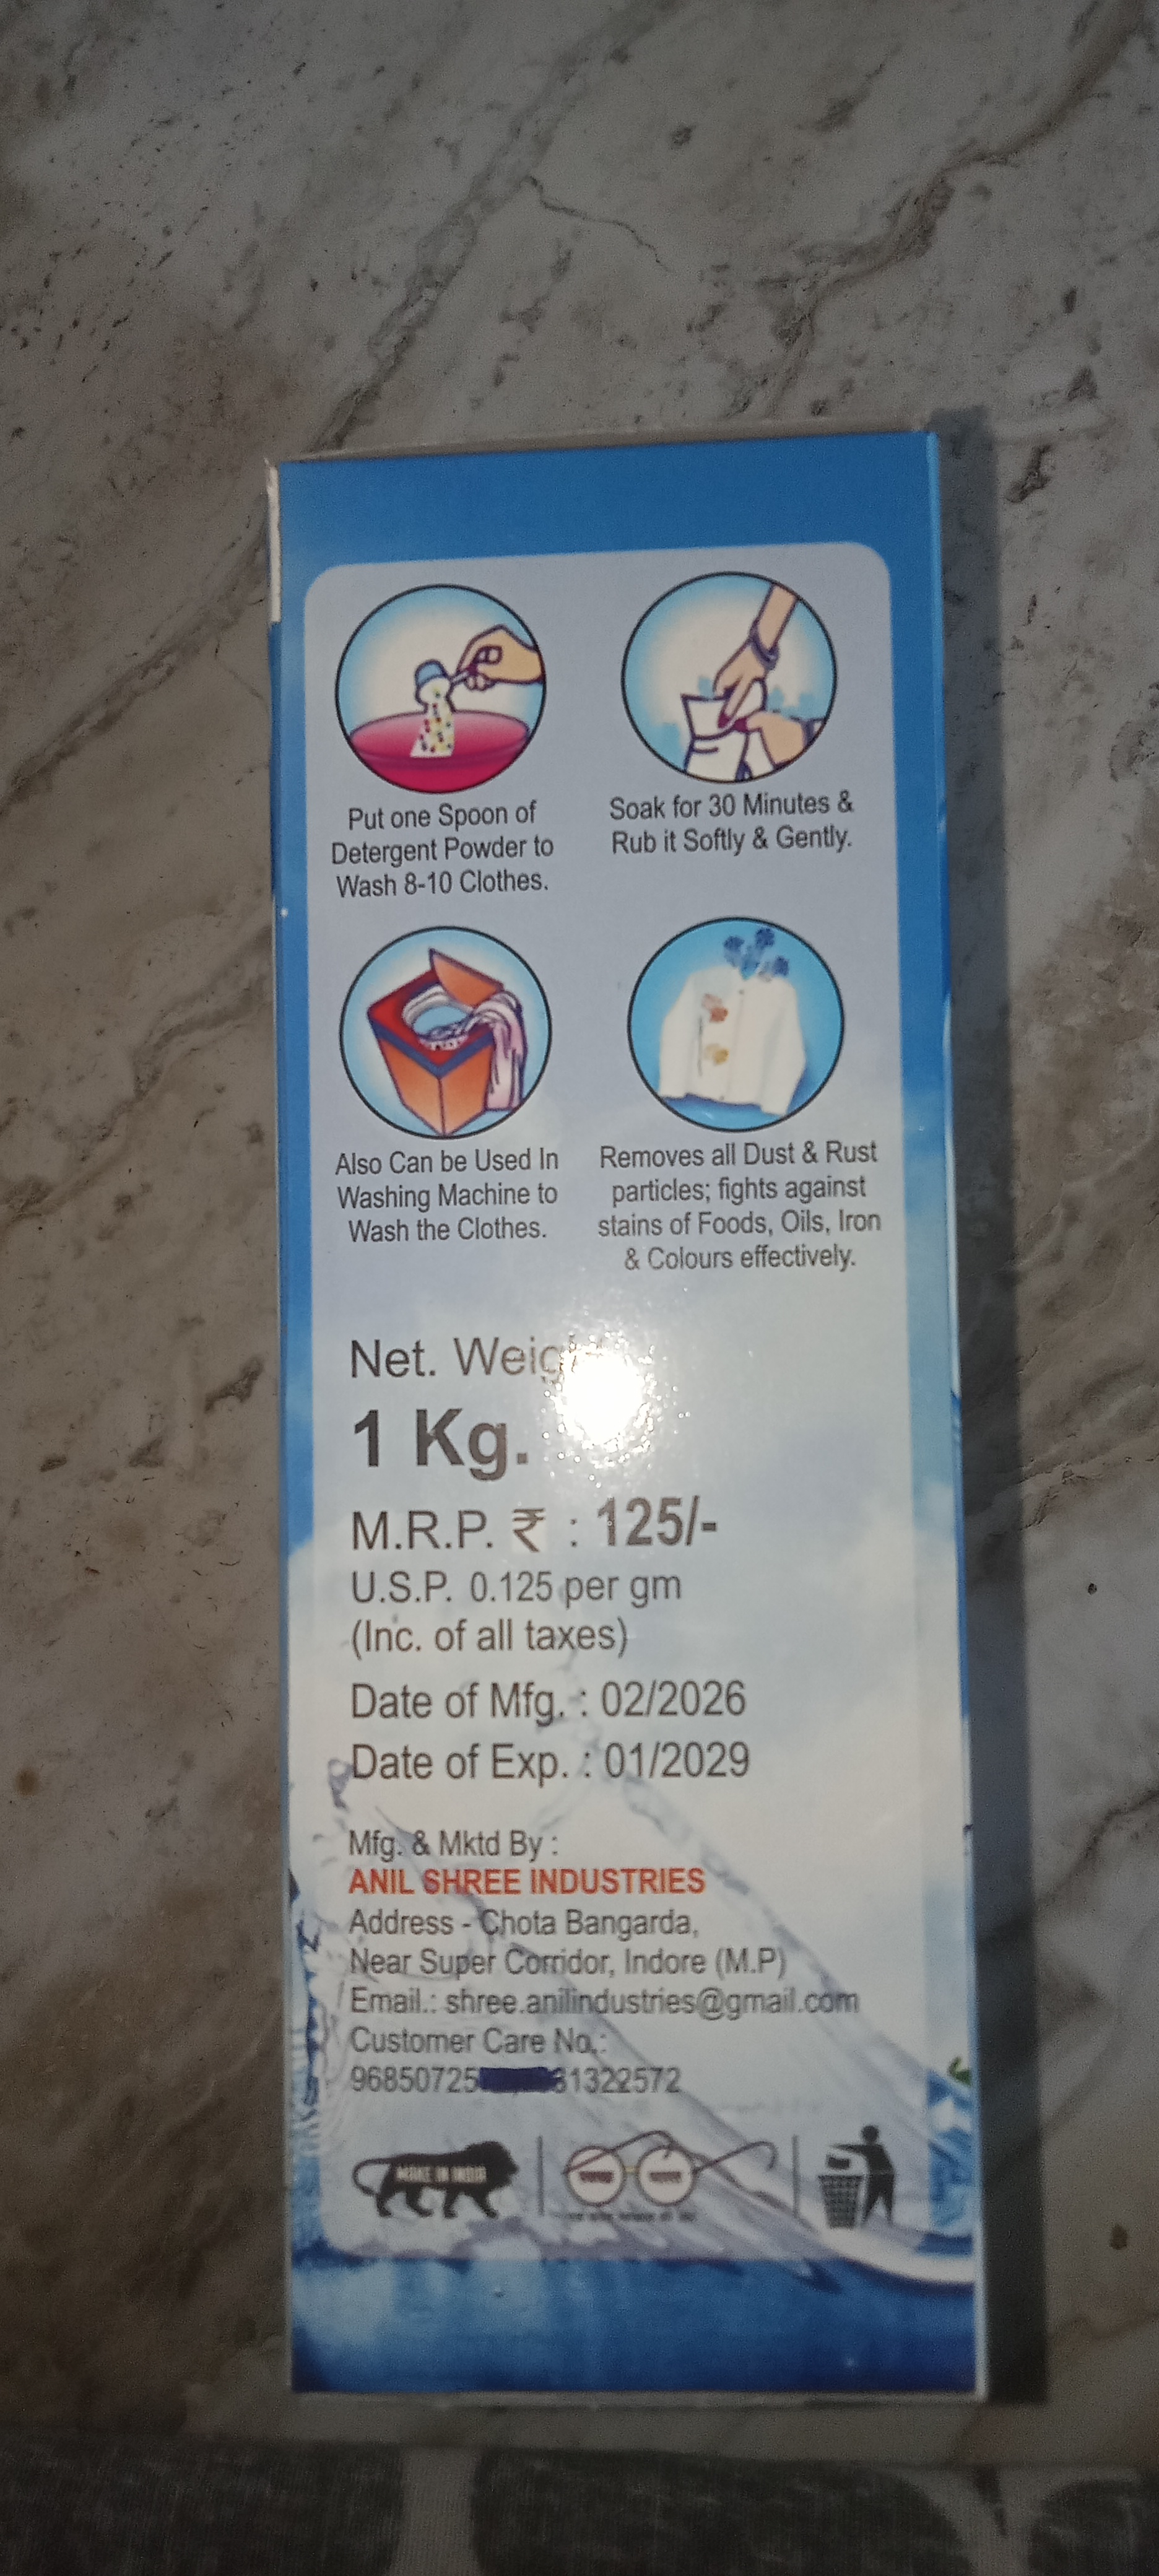 Put one Spoon of
Detergent Powder to
Wash 8-10 Clothes.
Soak for 30 Minutes &
Rub it Softly & Gently.
Also Can be Used In
Washing Machine to
Wash the Clothes.
Removes all Dust & Rust
particles; fights against
stains of Foods, Oils, Iron
& Colours effectively.
Net.
1 Kg.
M.R.P. ₹ : 125/-
U.S.P. 0.125 per gm
(Inc. of all taxes)
Date of Mfg. : 02/2026
Date of Exp. : 01/2029
Mfg. & Mktd By :
ANIL SHREE INDUSTRIES
Address - Chota Bangarda,
Near Super Corridor, Indore (M.P)
Email.: shree.anilindustries@gmail.com
Customer Care No.:
MAKE IN INDIA